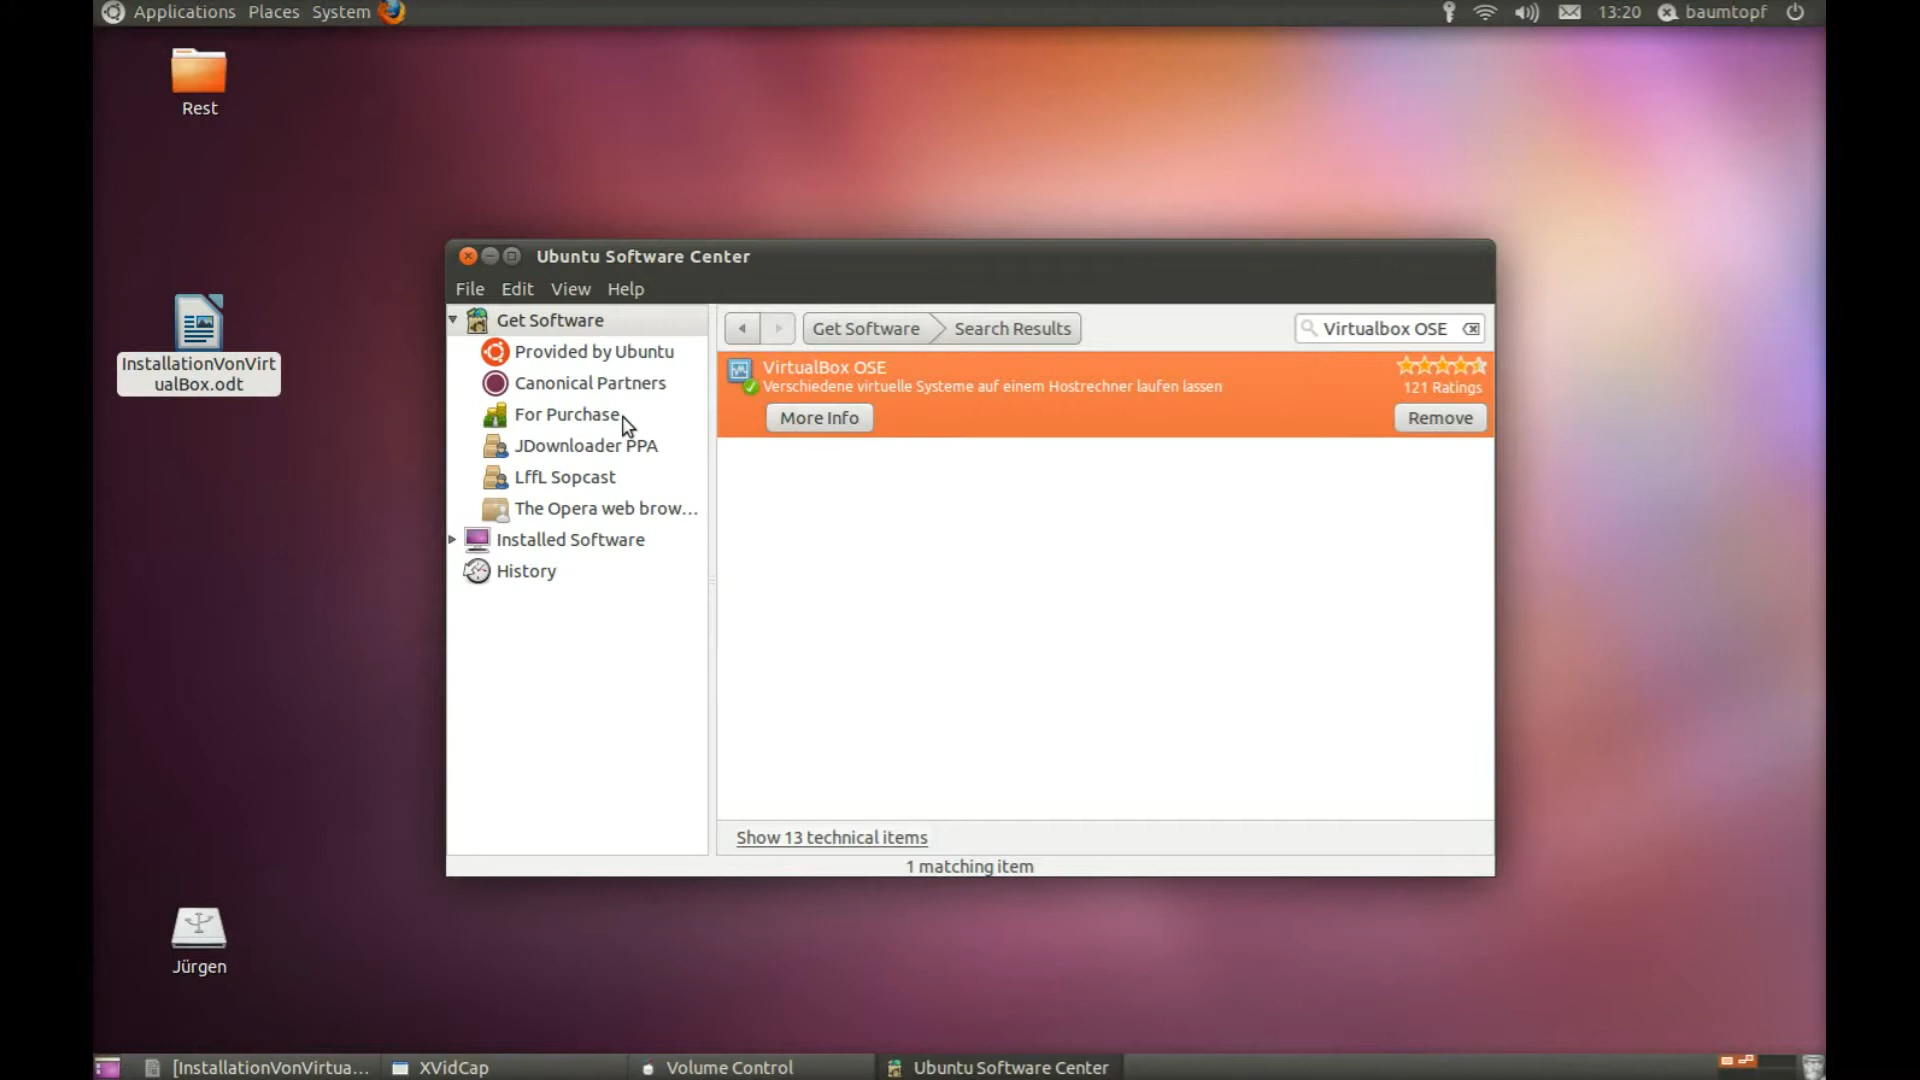 Applications Places System
13:20 baumtopf
Rest
InstallationVonVirt
ualBox.odt
Jürgen
Ubuntu Software Center
File Edit View Help
Get Software
Provided by Ubuntu
Canonical Partners
For Purchase
JDownloader PPA
LffL Sopcast
The Opera web brow...
Installed Software
History
Get Software Search Results
Virtualbox OSE
VirtualBox OSE
Verschiedene virtuelle Systeme auf einem Hostrechner laufen lassen
121 Ratings
More Info
Remove
Show 13 technical items
1 matching item
[InstallationVonVirtua... XVidCap Volume Control Ubuntu Software Center